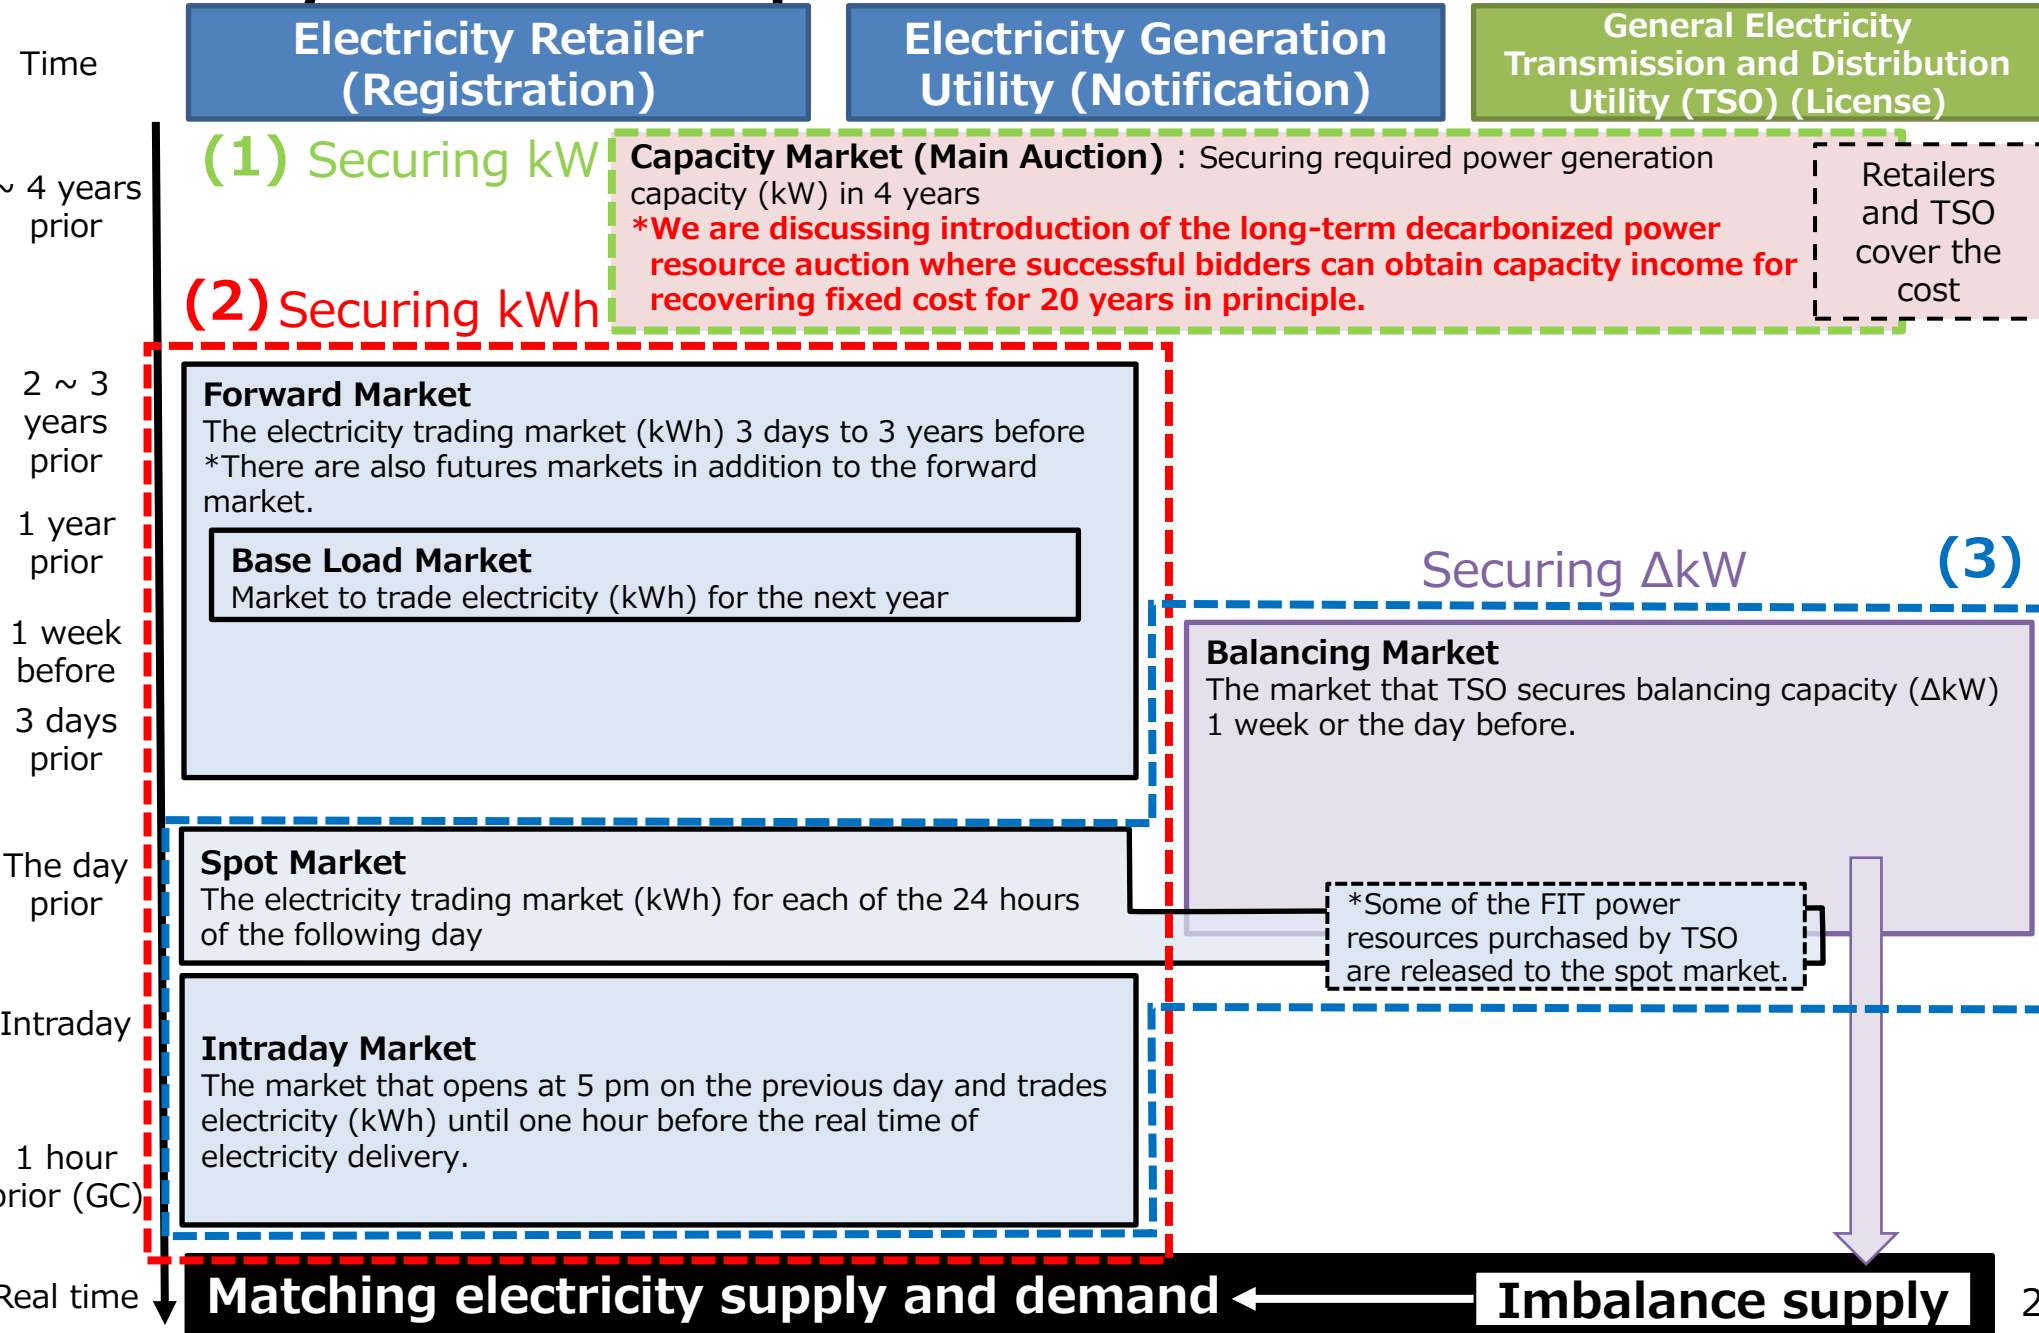 Time
Electricity Retailer
(Registration)
Electricity Generation
Utility (Notification)
General Electricity
Transmission and Distribution
Utility (TSO) (License)
~ 4 years
prior
(1) Securing kW
Capacity Market (Main Auction) : Securing required power generation
capacity (kW) in 4 years
*We are discussing introduction of the long-term decarbonized power
resource auction where successful bidders can obtain capacity income for
recovering fixed cost for 20 years in principle.
Retailers
and TSO
cover the
cost
(2) Securing kWh
2 ~ 3
years
prior
Forward Market
The electricity trading market (kWh) 3 days to 3 years before
*There are also futures markets in addition to the forward
market.
1 year
prior
Base Load Market
Market to trade electricity (kWh) for the next year
Securing ΔkW
(3)
1 week
before
3 days
prior
Balancing Market
The market that TSO secures balancing capacity (ΔkW)
1 week or the day before.
The day
prior
Spot Market
The electricity trading market (kWh) for each of the 24 hours
of the following day
*Some of the FIT power
resources purchased by TSO
are released to the spot market.
Intraday
Intraday Market
The market that opens at 5 pm on the previous day and trades
electricity (kWh) until one hour before the real time of
electricity delivery.
1 hour
prior (GC)
Real time
Matching electricity supply and demand
Imbalance supply
2